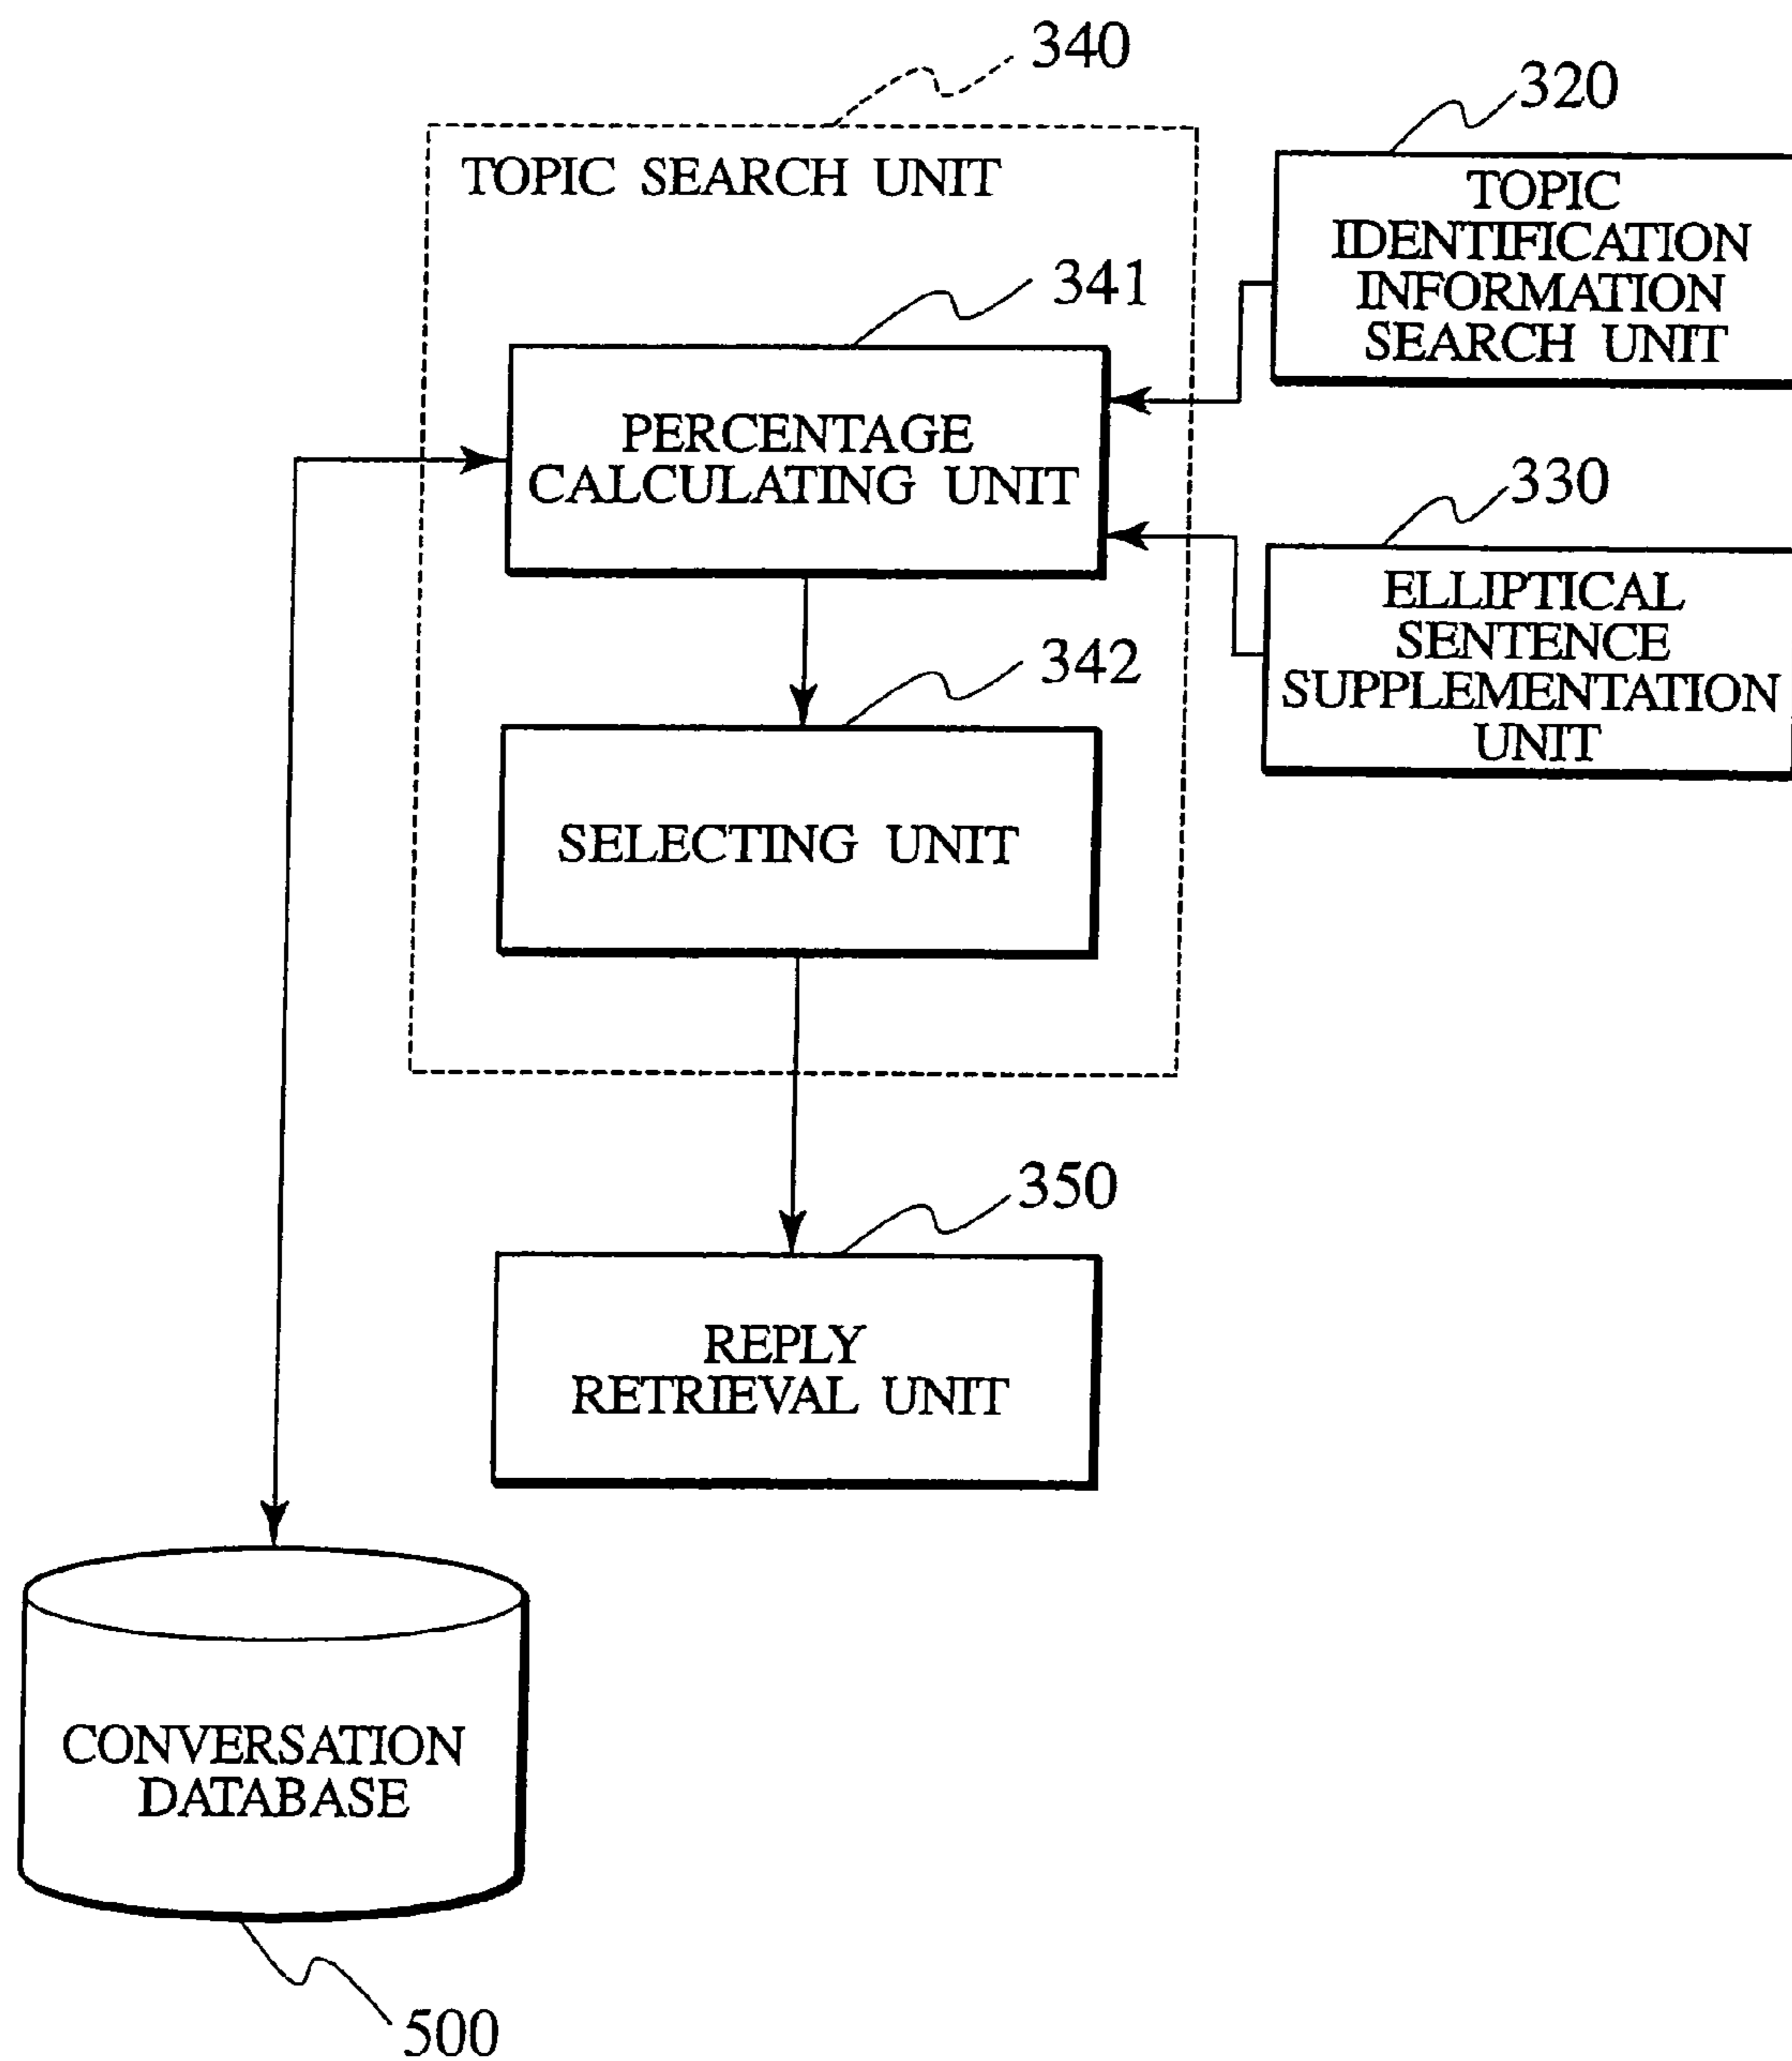 340
320
TOPIC SEARCH UNIT
TOPIC
IDENTIFICATION
INFORMATION
SEARCH UNIT
341
PERCENTAGE
CALCULATING UNIT
330
ELLIPTICAL
SENTENCE
SUPPLEMENTATION
UNIT
342
SELECTING UNIT
350
REPLY
RETRIEVAL UNIT
CONVERSATION
DATABASE
500